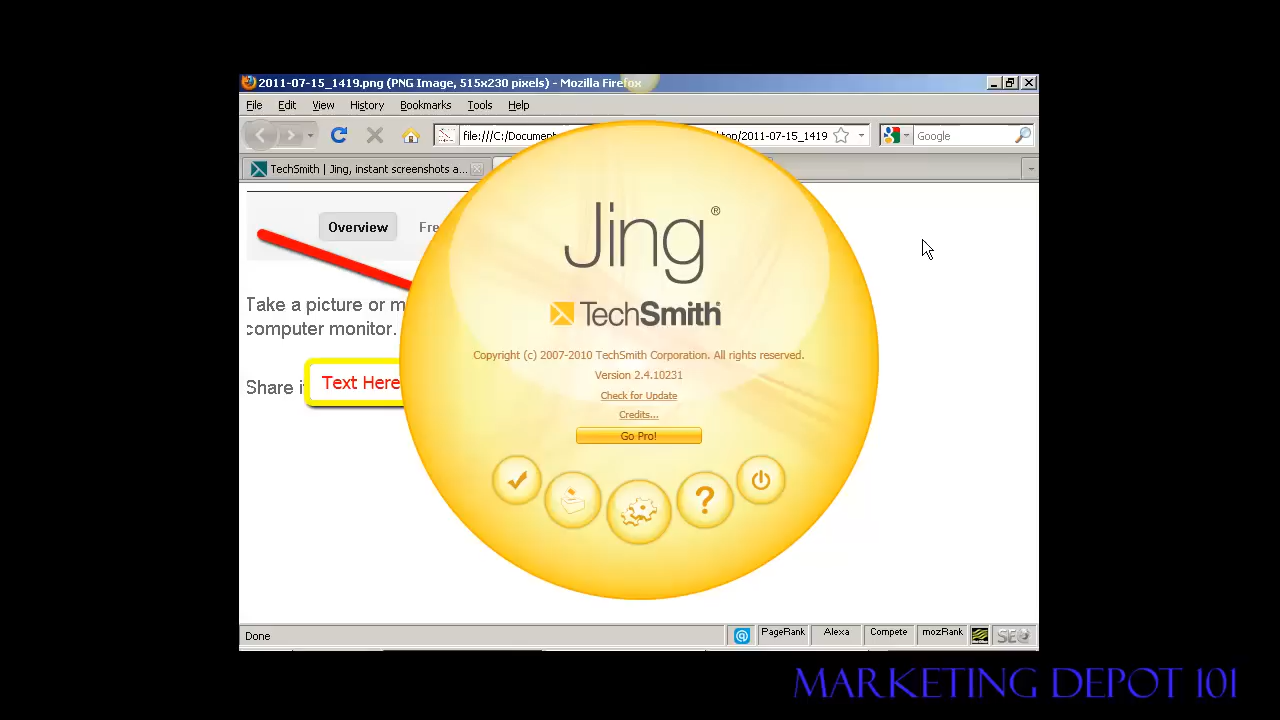 2011-07-15_1419.png (PNG Image, 515x230 pixels) - Mozilla Firefox
File Edit View History Bookmarks Tools Help
file:///C:/Document top/2011-07-15_1419 Google
TechSmith | Jing, instant screenshots a...
Overview Fre
Take a picture or m
computer monitor.
Share i
Text Here
Jing®
TechSmith
Copyright (c) 2007-2010 TechSmith Corporation. All rights reserved.
Version 2.4.10231
Check for Update
Credits...
Go Pro!
?
Done PageRank Alexa Compete mozRank SEO
MARKETING DEPOT 101